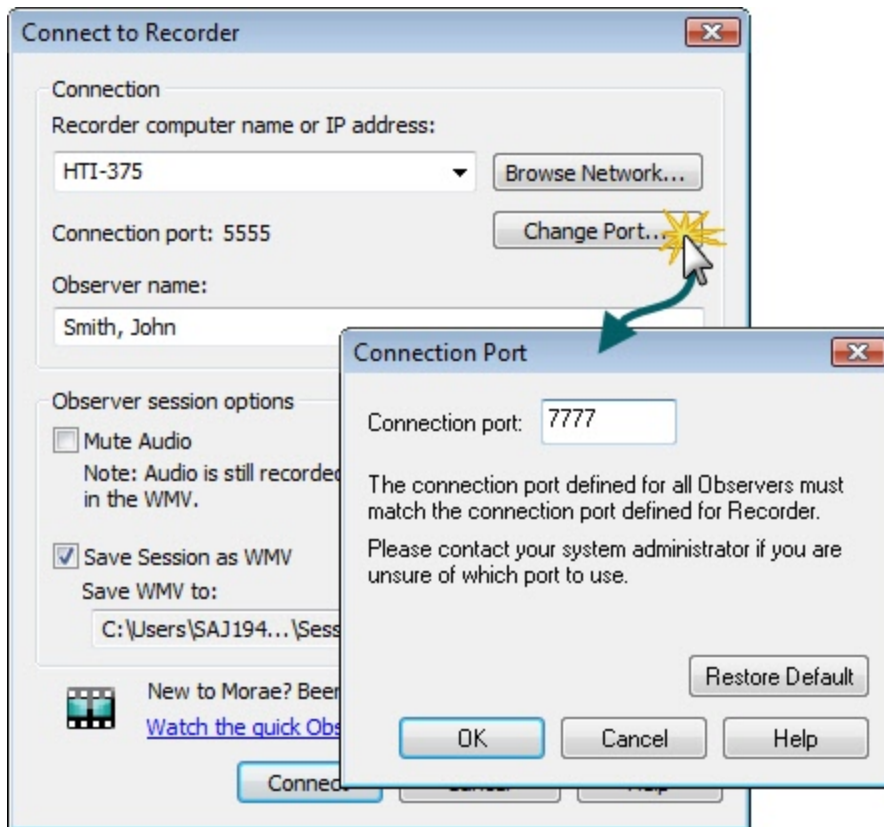 Connect to Recorder
Connection
Recorder computer name or IP address:
HTI-375
Browse Network...
Connection port: 5555
Change Port...
Observer name:
Smith, John
Observer session options
Mute Audio
Note: Audio is still recorded
in the WMV.
Save Session as WMV
Save WMV to:
C:\Users\SAJ194...\Sess
New to Morae? Been
Watch the quick Obs
Connect
Connection Port
Connection port: 7777
The connection port defined for all Observers must
match the connection port defined for Recorder.
Please contact your system administrator if you are
unsure of which port to use.
Restore Default
OK
Cancel
Help